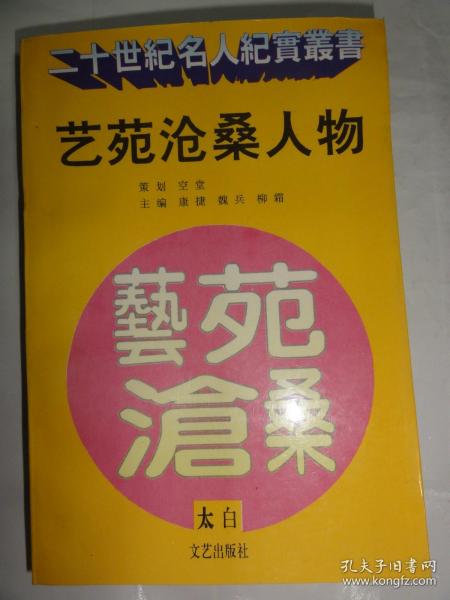 二十世紀名人紀實叢書
艺苑沧桑人物
策划 空堂
主编 康捷 魏兵 柳霜
藝苑
滄桑
太白
文艺出版社
孔夫子旧书网
www.kongfz.com